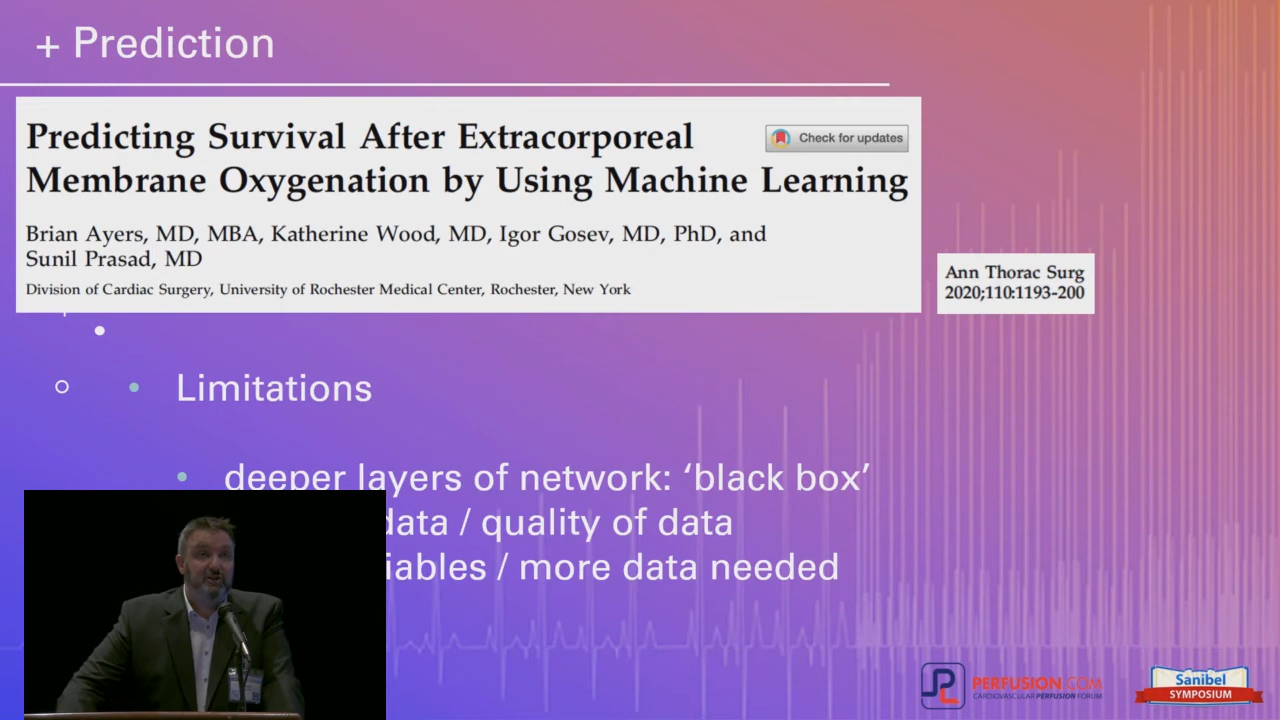 + Prediction
Predicting Survival After Extracorporeal
Check for updates
Membrane Oxygenation by Using Machine Learning
Brian Ayers, MD, MBA, Katherine Wood, MD, Igor Gosev, MD, PhD, and
Sunil Prasad, MD
Division of Cardiac Surgery, University of Rochester Medical Center, Rochester, New York
Ann Thorac Surg
2020;110:1193-200
Limitations
deeper layers of network: ‘black box’
data / quality of data
/ more data needed
PERFUSION.COM
CARDIOVASCULAR PERFUSION FORUM
Sanibel
SYMPOSIUM